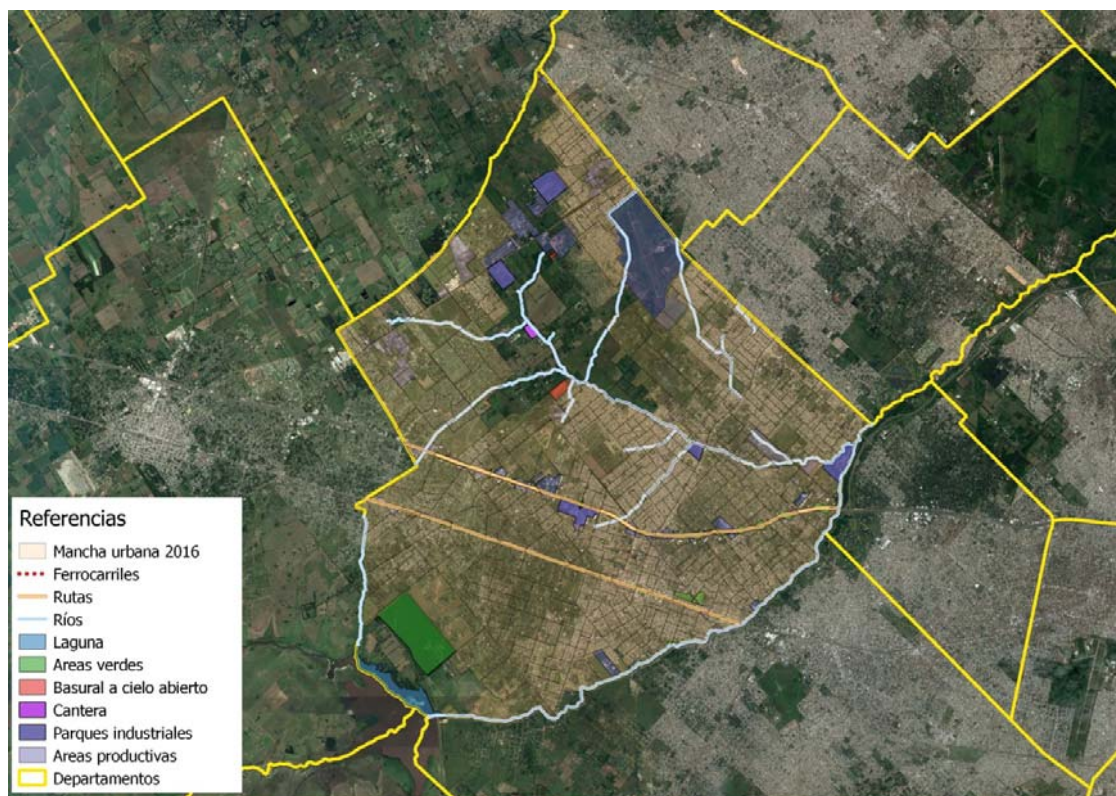 Referencias
Mancha urbana 2016
Ferrocarriles
Rutas
Ríos
Laguna
Areas verdes
Basural a cielo abierto
Cantera
Parques industriales
Areas productivas
Departamentos